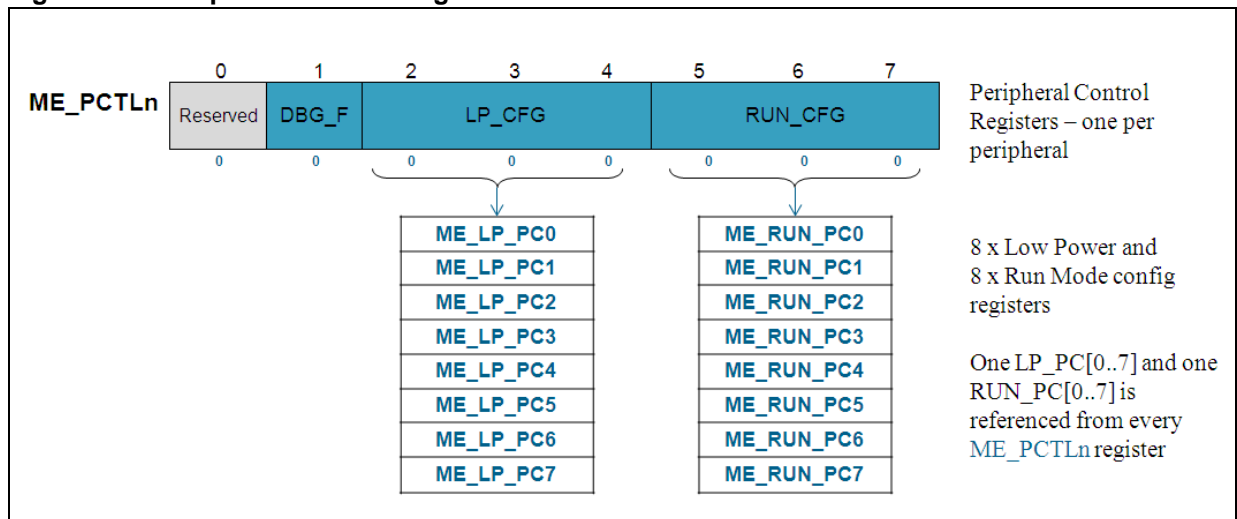 0 1 2 3 4 5 6 7
ME_PCTLn
Reserved DBG_F LP_CFG RUN_CFG
0 0 0 0 0 0 0 0
Peripheral Control
Registers – one per
peripheral
ME_LP_PC0 ME_RUN_PC0
ME_LP_PC1 ME_RUN_PC1
ME_LP_PC2 ME_RUN_PC2
ME_LP_PC3 ME_RUN_PC3
ME_LP_PC4 ME_RUN_PC4
ME_LP_PC5 ME_RUN_PC5
ME_LP_PC6 ME_RUN_PC6
ME_LP_PC7 ME_RUN_PC7
8 x Low Power and
8 x Run Mode config
registers
One LP_PC[0..7] and one
RUN_PC[0..7] is
referenced from every
ME_PCTLn register